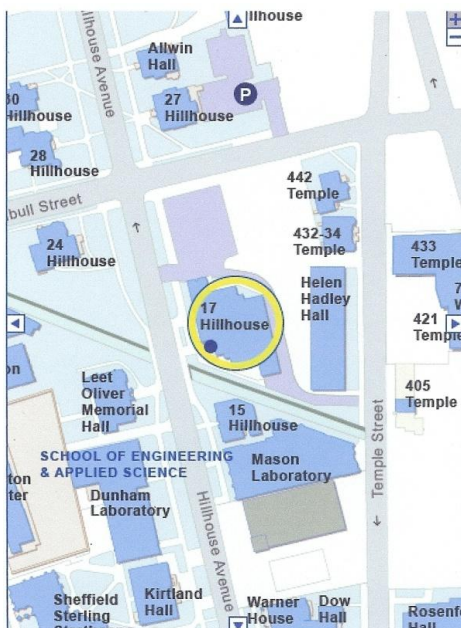 llhouse
Hillhouse Avenue
Allwin
Hall
P
27
Hillhouse
30
Hillhouse
28
Hillhouse
bull Street
442
Temple
432-34
Temple
24
Hillhouse
433
Temple
Helen
Hadley
Hall
17
Hillhouse
421
Temple
405
Temple
Leet
Oliver
Memorial
Hall
15
Hillhouse
SCHOOL OF ENGINEERING
& APPLIED SCIENCE
Mason
Laboratory
Temple Street
Dunham
Laboratory
Hillhouse Avenue
Sheffield
Sterling
Kirtland
Hall
Warner
House
Dow
Hall